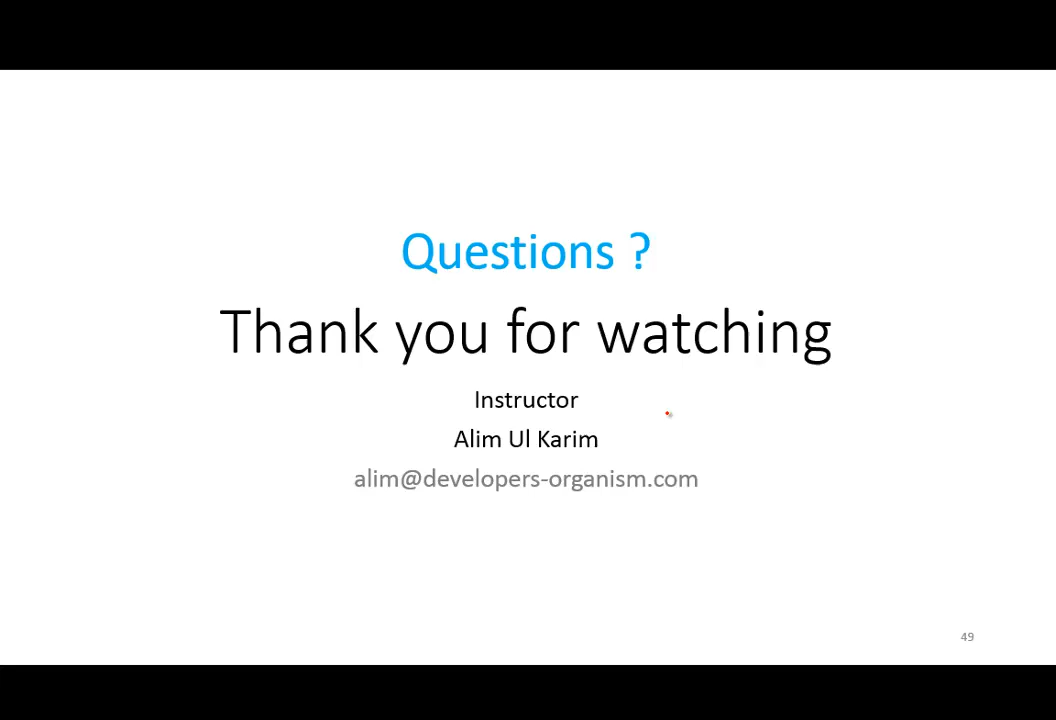 Questions ?
Thank you for watching
Instructor
Alim Ul Karim
alim@developers-organism.com
49